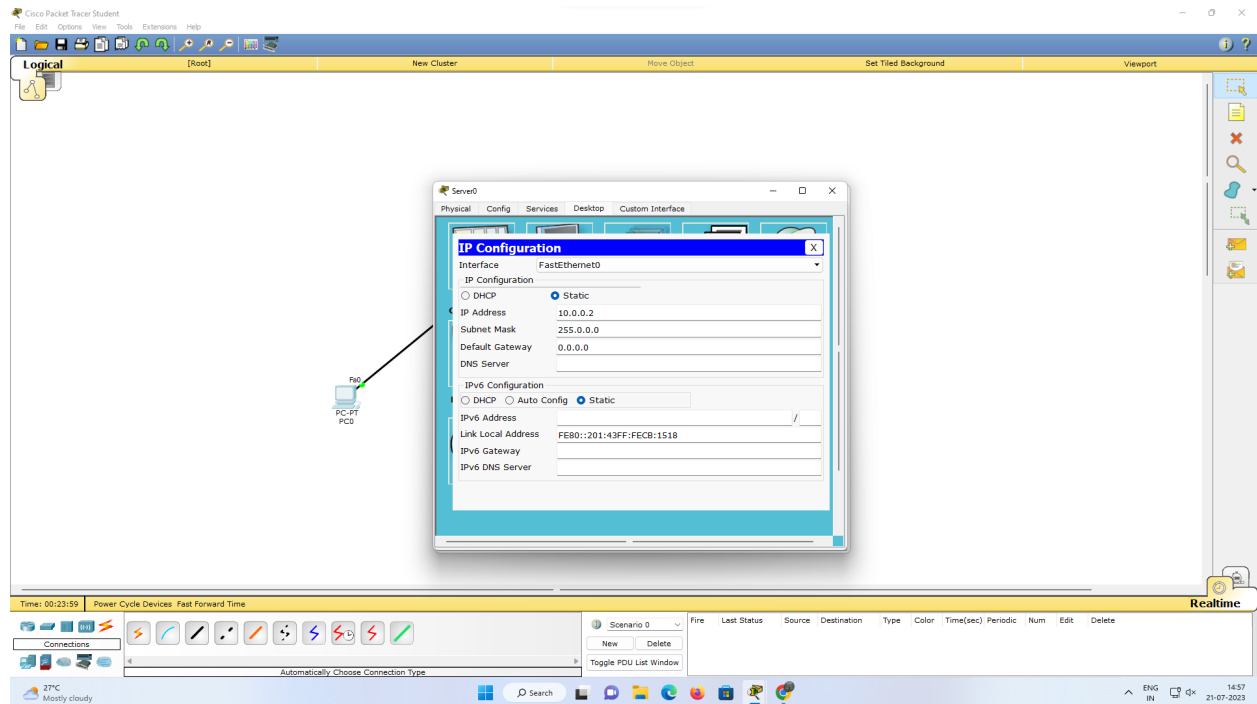 Cisco Packet Tracer Student
File Edit Options View Tools Extensions Help
Logical [Root] New Cluster Move Object Set Tiled Background Viewport
Server0
Physical Config Services Desktop Custom Interface
IP Configuration X
Interface FastEthernet0
IP Configuration
DHCP Static
IP Address 10.0.0.2
Subnet Mask 255.0.0.0
Default Gateway 0.0.0.0
DNS Server
IPv6 Configuration
DHCP Auto Config Static
IPv6 Address /
Link Local Address FE80::201:43FF:FECB:1518
IPv6 Gateway
IPv6 DNS Server
Fa0
PC-PT
PC0
Time: 00:23:59 Power Cycle Devices Fast Forward Time Realtime
Connections
Automatically Choose Connection Type
Scenario 0
New Delete
Toggle PDU List Window
Fire Last Status Source Destination Type Color Time(sec) Periodic Num Edit Delete
27°C
Mostly cloudy
Search
ENG
IN
14:57
21-07-2023